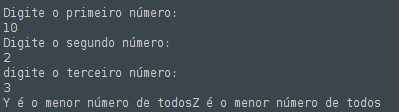 Digite o primeiro número:
10
Digite o segundo número:
2
digite o terceiro número:
3
Y é o menor número de todosZ é o menor número de todos